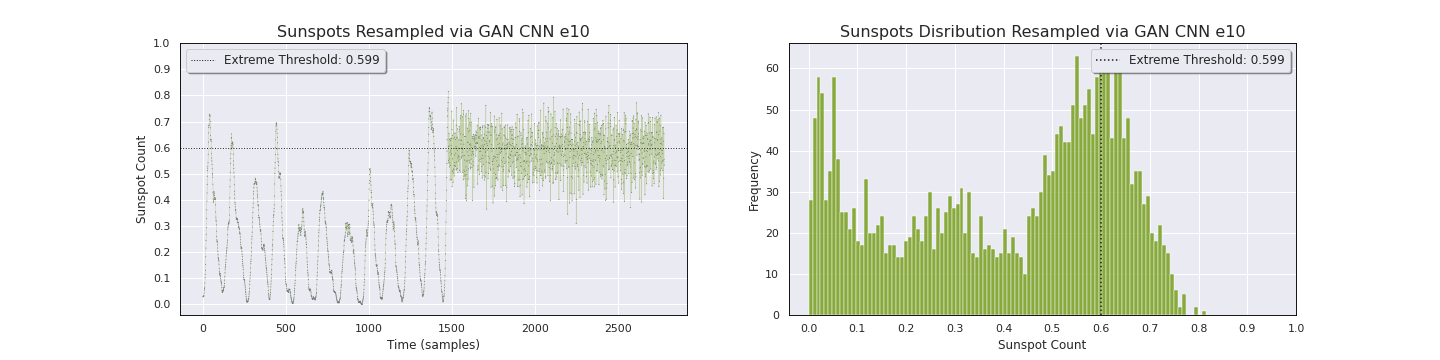 Sunspots Resampled via GAN CNN e10
Extreme Threshold: 0.599
1.0
0.9
0.8
0.7
0.6
0.5
0.4
0.3
0.2
0.1
0.0
Sunspot Count
0 500 1000 1500 2000 2500
Time (samples)
Sunspots Disribution Resampled via GAN CNN e10
Extreme Threshold: 0.599
60
50
40
30
20
10
0
Frequency
0.0 0.1 0.2 0.3 0.4 0.5 0.6 0.7 0.8 0.9 1.0
Sunspot Count